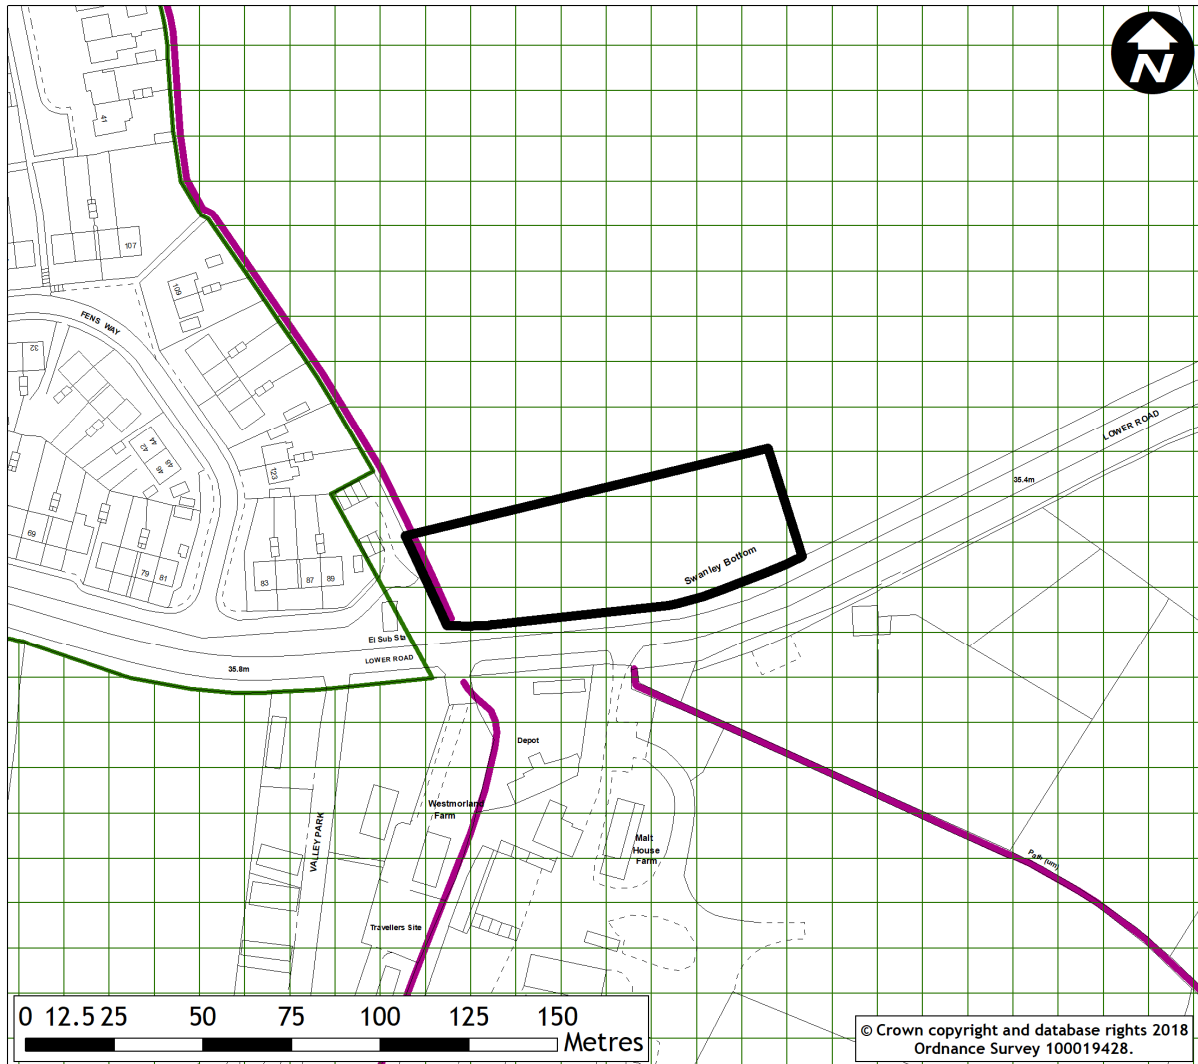 N
41
107
109
FENS WAY
32
44
42
48
46
123
69
79 81
83 87 89
El Sub Sta
LOWER ROAD
35.8m
Swanley Bottom
35.4m
LOWER ROAD
Depot
Westmorland
Farm
Malt
House
Farm
VALLEY PARK
Travellers Site
Path (um)
0 12.5 25 50 75 100 125 150
Metres
© Crown copyright and database rights 2018
Ordnance Survey 100019428.